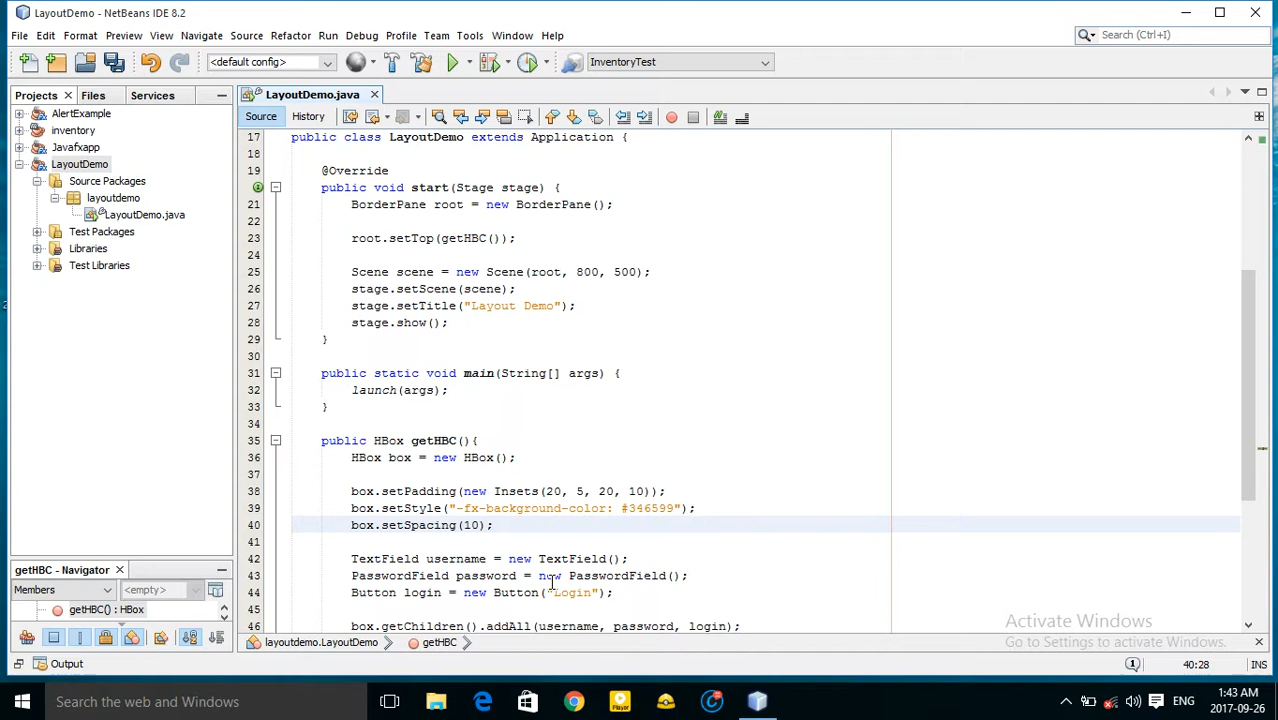 LayoutDemo - NetBeans IDE 8.2
File Edit Format Preview View Navigate Source Refactor Run Debug Profile Team Tools Window Help
Search (Ctrl+I)
<default config>
InventoryTest
Projects Files Services
LayoutDemo.java
Source History
AlertExample
inventory
Javafxapp
LayoutDemo
Source Packages
layoutdemo
LayoutDemo.java
Test Packages
Libraries
Test Libraries
17 public class LayoutDemo extends Application {
18
19 @Override
public void start(Stage stage) {
21 BorderPane root = new BorderPane();
22
23 root.setTop(getHBC());
24
25 Scene scene = new Scene(root, 800, 500);
26 stage.setScene(scene);
27 stage.setTitle("Layout Demo");
28 stage.show();
29 }
30
31 public static void main(String[] args) {
32 launch(args);
33 }
34
35 public HBox getHBC(){
36 HBox box = new HBox();
37
38 box.setPadding(new Insets(20, 5, 20, 10));
39 box.setStyle("-fx-background-color: #346599");
40 box.setSpacing(10);
41
42 TextField username = new TextField();
43 PasswordField password = new PasswordField();
44 Button login = new Button("Login");
45
46 box.getChildren().addAll(username, password, login);
getHBC - Navigator
Members <empty>
getHBC() : HBox
layoutdemo.LayoutDemo getHBC
Output
Activate Windows
Go to Settings to activate Windows.
1
40:28 INS
Search the web and Windows
Player
ENG
1:43 AM
2017-09-26